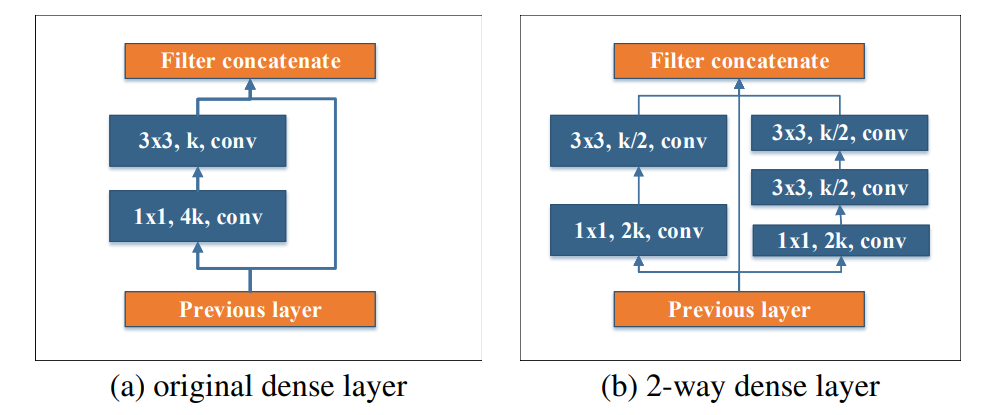 Filter concatenate
3x3, k, conv
1x1, 4k, conv
Previous layer
(a) original dense layer
Filter concatenate
3x3, k/2, conv
1x1, 2k, conv
3x3, k/2, conv
3x3, k/2, conv
1x1, 2k, conv
Previous layer
(b) 2-way dense layer